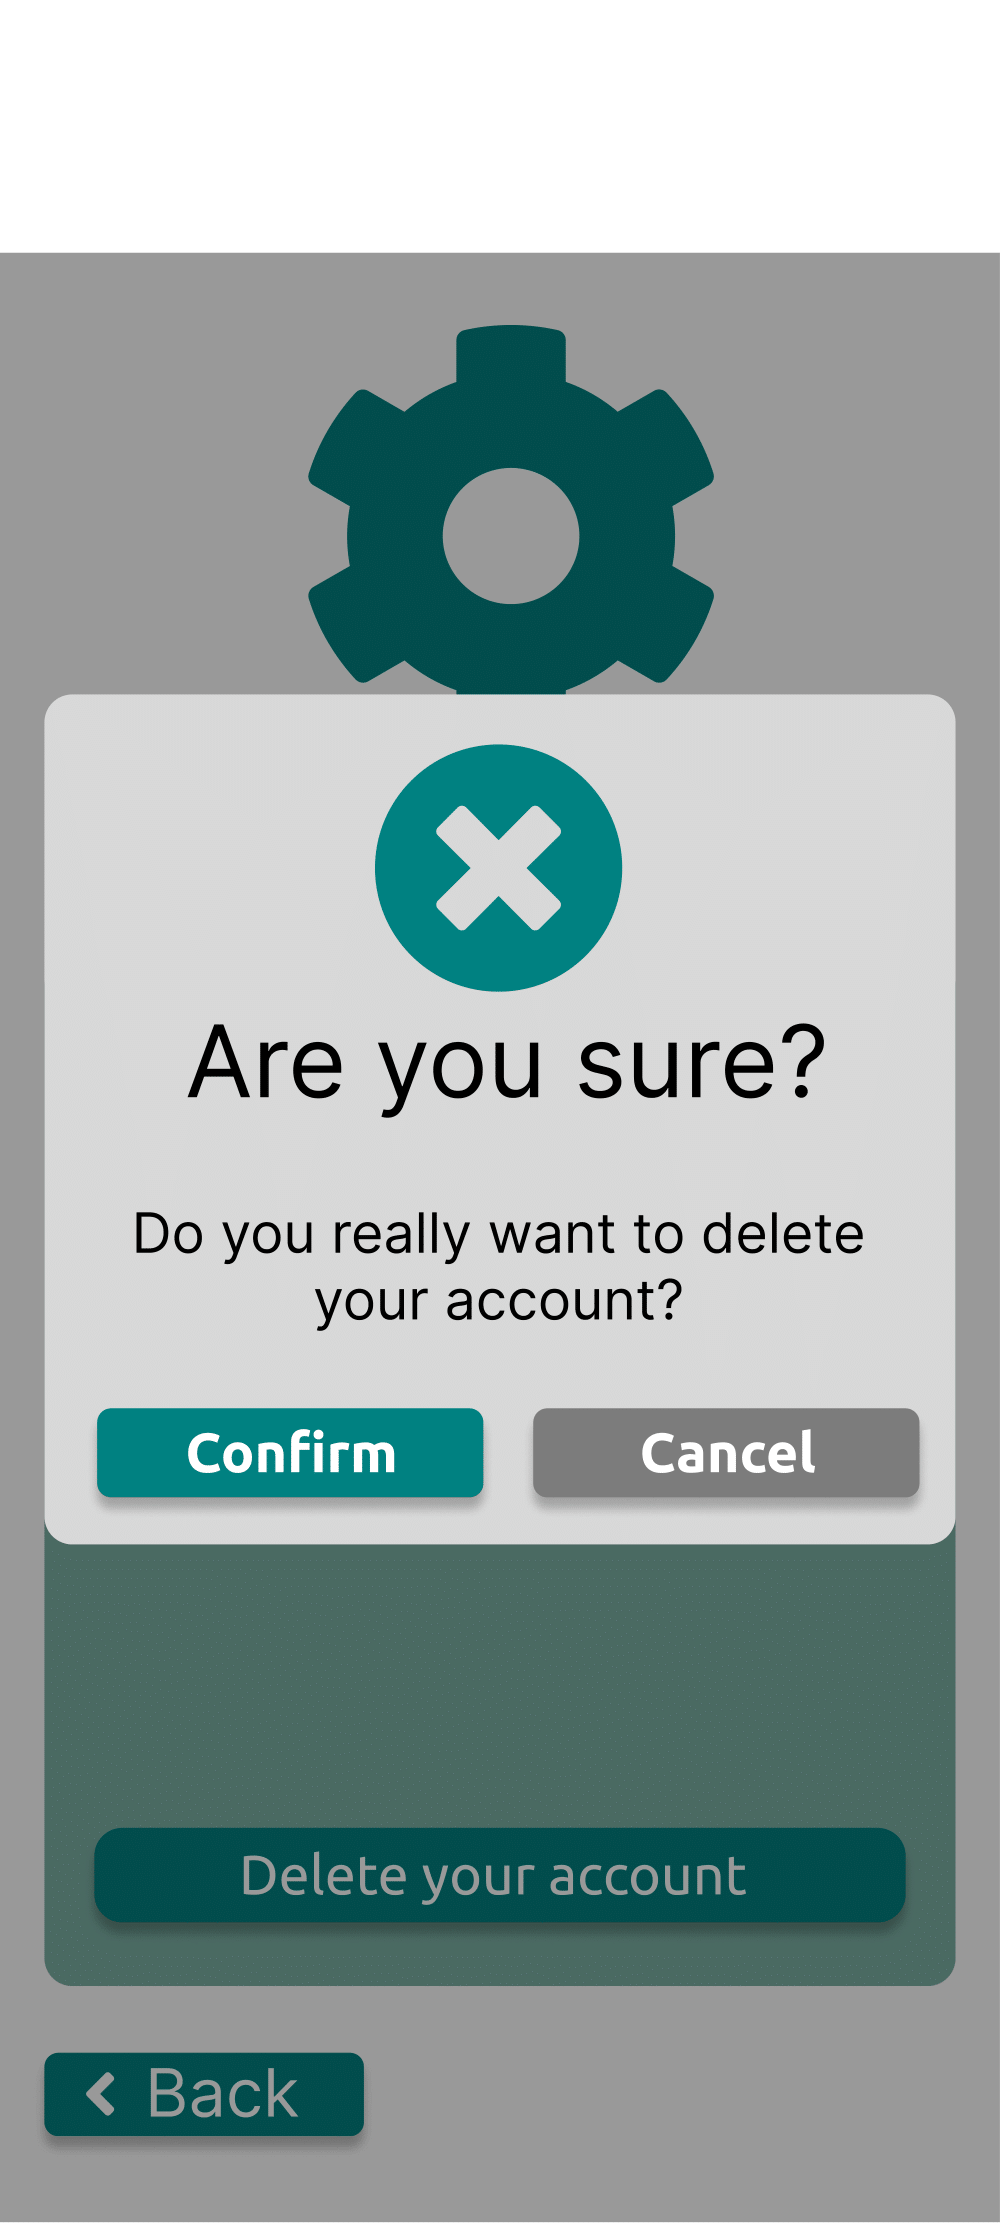 Are you sure?
Do you really want to delete
your account?
Confirm
Cancel
Delete your account
Back